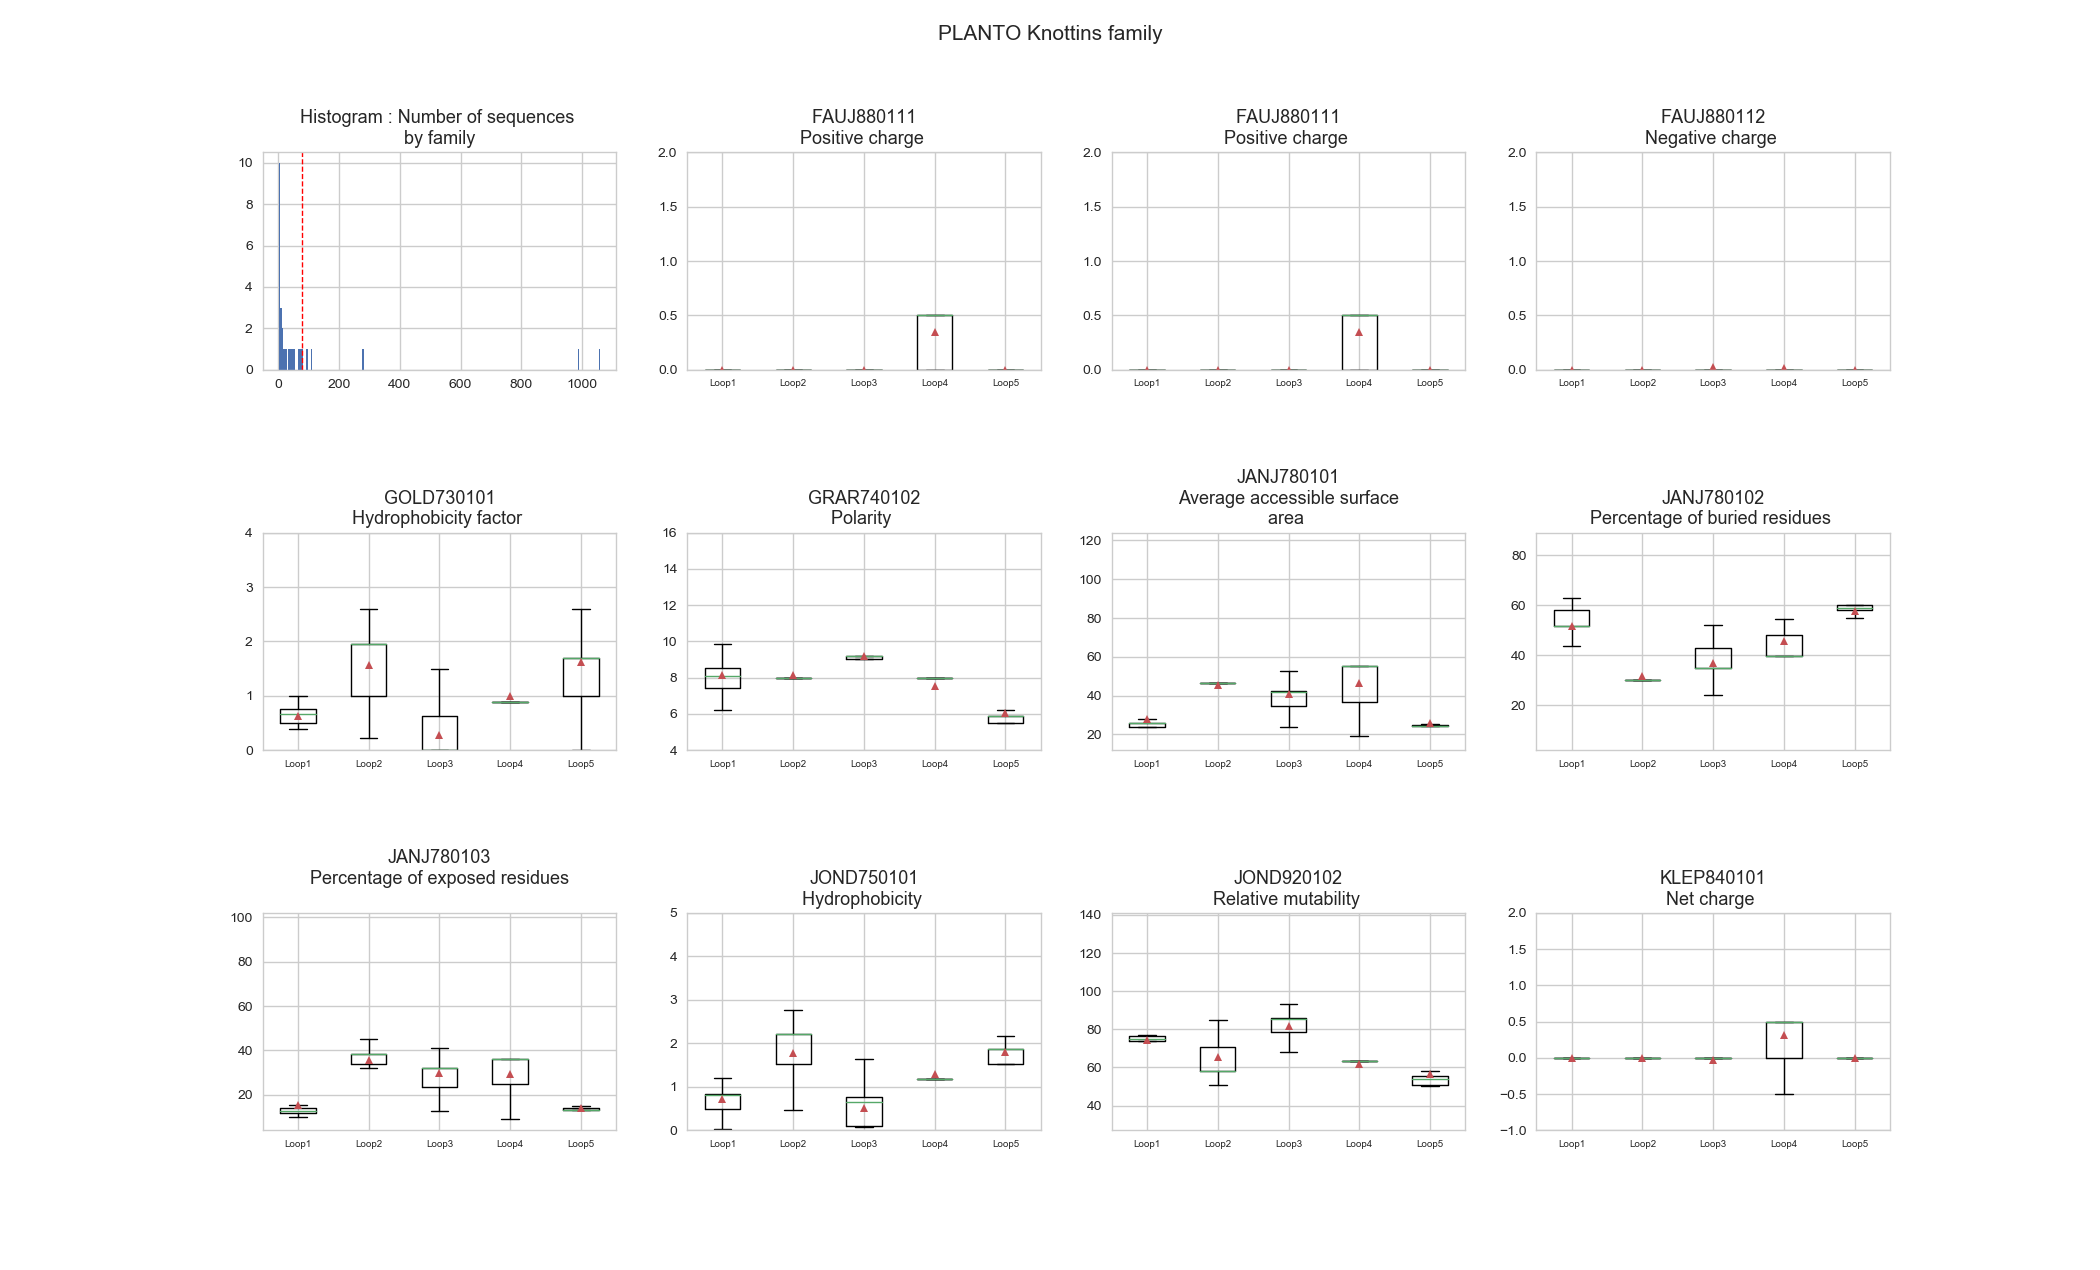 PLANTO Knottins family
Histogram : Number of sequences
by family
10
8
6
4
2
0
0 200 400 600 800 1000
FAUJ880111
Positive charge
2.0
1.5
1.0
0.5
0.0
Loop1 Loop2 Loop3 Loop4 Loop5
FAUJ880111
Positive charge
2.0
1.5
1.0
0.5
0.0
Loop1 Loop2 Loop3 Loop4 Loop5
FAUJ880112
Negative charge
2.0
1.5
1.0
0.5
0.0
Loop1 Loop2 Loop3 Loop4 Loop5
GOLD730101
Hydrophobicity factor
4
3
2
1
0
Loop1 Loop2 Loop3 Loop4 Loop5
GRAR740102
Polarity
16
14
12
10
8
6
4
Loop1 Loop2 Loop3 Loop4 Loop5
JANJ780101
Average accessible surface
area
120
100
80
60
40
20
Loop1 Loop2 Loop3 Loop4 Loop5
JANJ780102
Percentage of buried residues
80
60
40
20
Loop1 Loop2 Loop3 Loop4 Loop5
JANJ780103
Percentage of exposed residues
100
80
60
40
20
Loop1 Loop2 Loop3 Loop4 Loop5
JOND750101
Hydrophobicity
5
4
3
2
1
0
Loop1 Loop2 Loop3 Loop4 Loop5
JOND920102
Relative mutability
140
120
100
80
60
40
Loop1 Loop2 Loop3 Loop4 Loop5
KLEP840101
Net charge
2.0
1.5
1.0
0.5
0.0
−0.5
−1.0
Loop1 Loop2 Loop3 Loop4 Loop5